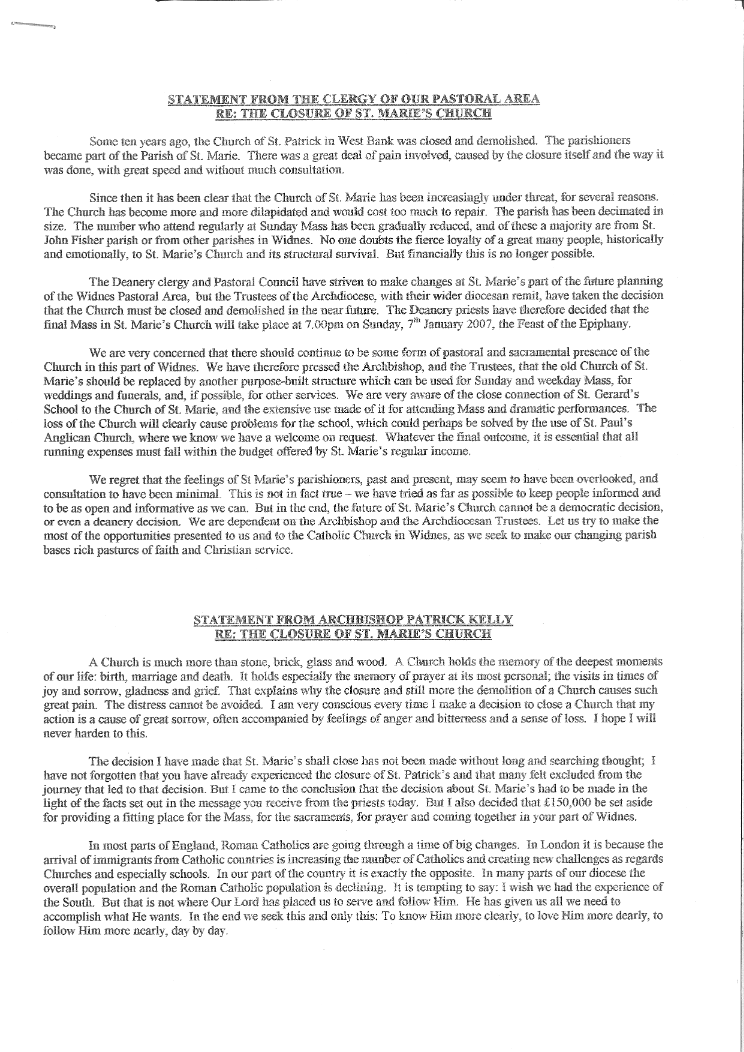 STATEMENT FROM THE CLERGY OF OUR PASTORAL AREA
RE: THE CLOSURE OF ST. MARIE'S CHURCH
Some ten years ago, the Church of St. Patrick in West Bank was closed and demolished. The parishioners
became part of the Parish of St. Marie. There was a great deal of pain involved, caused by the closure itself and the way it
was done, with great speed and without much consultation.
Since then it has been clear that the Church of St. Marie has been increasingly under threat, for several reasons.
The Church has become more and more dilapidated and would cost too much to repair. The parish has been decimated in
size. The number who attend regularly at Sunday Mass has been gradually reduced, and of these a majority are from St.
John Fisher parish or from other parishes in Widnes. No one doubts the fierce loyalty of a great many people, historically
and emotionally, to St. Marie's Church and its structural survival. But financially this is no longer possible.
The Deanery clergy and Pastoral Council have striven to make changes at St. Marie's part of the future planning
of the Widnes Pastoral Area, but the Trustees of the Archdiocese, with their wider diocesan remit, have taken the decision
that the Church must be closed and demolished in the near future. The Deanery priests have therefore decided that the
final Mass in St. Marie's Church will take place at 7.00pm on Sunday, 7th January 2007, the Feast of the Epiphany.
We are very concerned that there should continue to be some form of pastoral and sacramental presence of the
Church in this part of Widnes. We have therefore pressed the Archbishop, and the Trustees, that the old Church of St.
Marie's should be replaced by another purpose-built structure which can be used for Sunday and weekday Mass, for
weddings and funerals, and, if possible, for other services. We are very aware of the close connection of St. Gerard's
School to the Church of St. Marie, and the extensive use made of it for attending Mass and dramatic performances. The
loss of the Church will clearly cause problems for the school, which could perhaps be solved by the use of St. Paul's
Anglican Church, where we know we have a welcome on request. Whatever the final outcome, it is essential that all
running expenses must fall within the budget offered by St. Marie's regular income.
We regret that the feelings of St Marie's parishioners, past and present, may seem to have been overlooked, and
consultation to have been minimal. This is not in fact true – we have tried as far as possible to keep people informed and
to be as open and informative as we can. But in the end, the future of St. Marie's Church cannot be a democratic decision,
or even a deanery decision. We are dependent on the Archbishop and the Archdiocesan Trustees. Let us try to make the
most of the opportunities presented to us and to the Catholic Church in Widnes, as we seek to make our changing parish
bases rich pastures of faith and Christian service.
STATEMENT FROM ARCHBISHOP PATRICK KELLY
RE: THE CLOSURE OF ST. MARIE'S CHURCH
A Church is much more than stone, brick, glass and wood. A Church holds the memory of the deepest moments
of our life: birth, marriage and death. It holds especially the memory of prayer at its most personal; the visits in times of
joy and sorrow, gladness and grief. That explains why the closure and still more the demolition of a Church causes such
great pain. The distress cannot be avoided. I am very conscious every time I make a decision to close a Church that my
action is a cause of great sorrow, often accompanied by feelings of anger and bitterness and a sense of loss. I hope I will
never harden to this.
The decision I have made that St. Marie's shall close has not been made without long and searching thought; I
have not forgotten that you have already experienced the closure of St. Patrick's and that many felt excluded from the
journey that led to that decision. But I came to the conclusion that the decision about St. Marie's had to be made in the
light of the facts set out in the message you receive from the priests today. But I also decided that £150,000 be set aside
for providing a fitting place for the Mass, for the sacraments, for prayer and coming together in your part of Widnes.
In most parts of England, Roman Catholics are going through a time of big changes. In London it is because the
arrival of immigrants from Catholic countries is increasing the number of Catholics and creating new challenges as regards
Churches and especially schools. In our part of the country it is exactly the opposite. In many parts of our diocese the
overall population and the Roman Catholic population is declining. It is tempting to say: I wish we had the experience of
the South. But that is not where Our Lord has placed us to serve and follow Him. He has given us all we need to
accomplish what He wants. In the end we seek this and only this: To know Him more clearly, to love Him more dearly, to
follow Him more nearly, day by day.